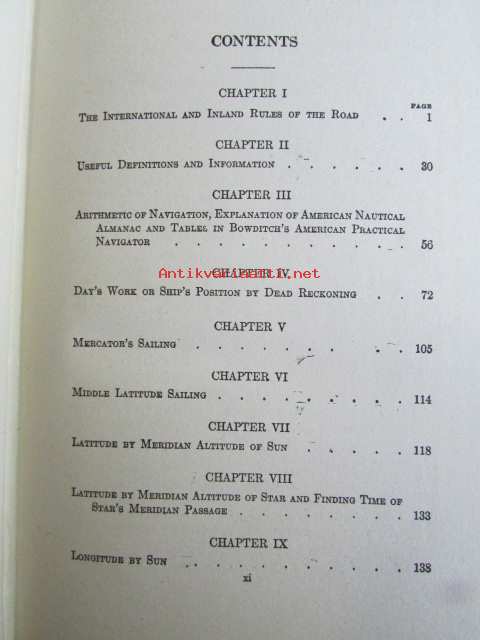 CONTENTS
CHAPTER I
PAGE
The International and Inland Rules of the Road . . 1
CHAPTER II
Useful Definitions and Information . . . . . . 30
CHAPTER III
Arithmetic of Navigation, Explanation of American Nautical
Almanac and Tables in Bowditch's American Practical
Navigator . . . . . . . . . . . 56
CHAPTER IV
Day's Work or Ship's Position by Dead Reckoning . . 72
CHAPTER V
Mercator's Sailing . . . . . . . . . 105
CHAPTER VI
Middle Latitude Sailing . . . . . . . . 114
CHAPTER VII
Latitude by Meridian Altitude of Sun . . . . . 118
CHAPTER VIII
Latitude by Meridian Altitude of Star and Finding Time of
Star's Meridian Passage . . . . . . . . 133
CHAPTER IX
Longitude by Sun . . . . . . . . . . 138
xi